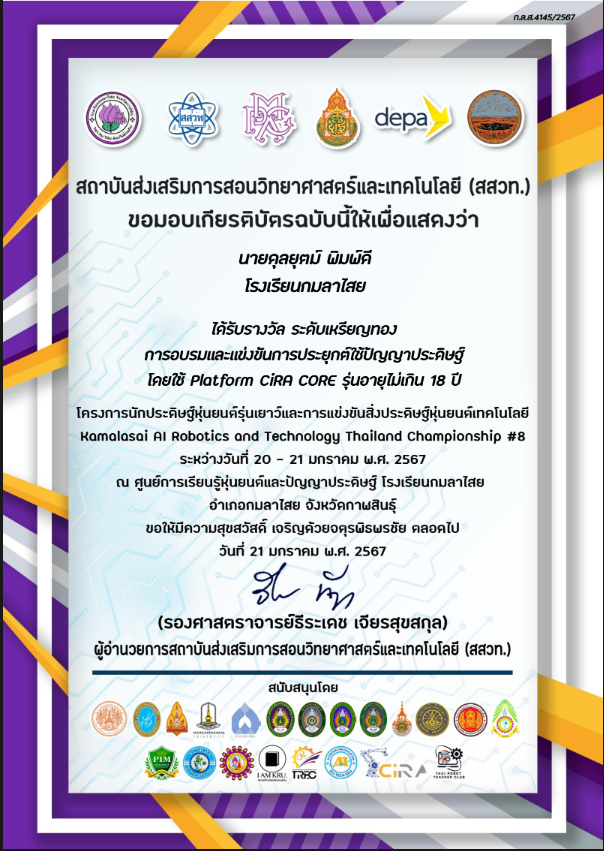 ก.ล.ส.4145/2567
สสวท
depa
สถาบันส่งเสริมการสอนวิทยาศาสตร์และเทคโนโลยี (สสวท.)
ขอมอบเกียรติบัตรฉบับนี้ให้เพื่อแสดงว่า
นายดุลยุตม์ พิมพ์ดี
โรงเรียนกมลาไสย
ได้รับรางวัล ระดับเหรียญทอง
การอบรมและแข่งขันการประยุกต์ใช้ปัญญาประดิษฐ์
โดยใช้ Platform CiRA CORE รุ่นอายุไม่เกิน 18 ปี
โครงการนักประดิษฐ์หุ่นยนต์รุ่นเยาว์และการแข่งขันสิ่งประดิษฐ์หุ่นยนต์เทคโนโลยี
Kamalasai AI Robotics and Technology Thailand Championship #8
ระหว่างวันที่ 20 - 21 มกราคม พ.ศ. 2567
ณ ศูนย์การเรียนรู้หุ่นยนต์และปัญญาประดิษฐ์ โรงเรียนกมลาไสย
อำเภอกมลาไสย จังหวัดกาฬสินธุ์
ขอให้มีความสุขสวัสดิ์ เจริญด้วยจตุรพิธพรชัย ตลอดไป
วันที่ 21 มกราคม พ.ศ. 2567
(รองศาสตราจารย์ธีระเดช เจียรสุขสกุล)
ผู้อำนวยการสถาบันส่งเสริมการสอนวิทยาศาสตร์และเทคโนโลยี (สสวท.)
สนับสนุนโดย
PIM
I AM KRU.
TRRC
CiRA
THAI ROBOT
TEACHER CLUB